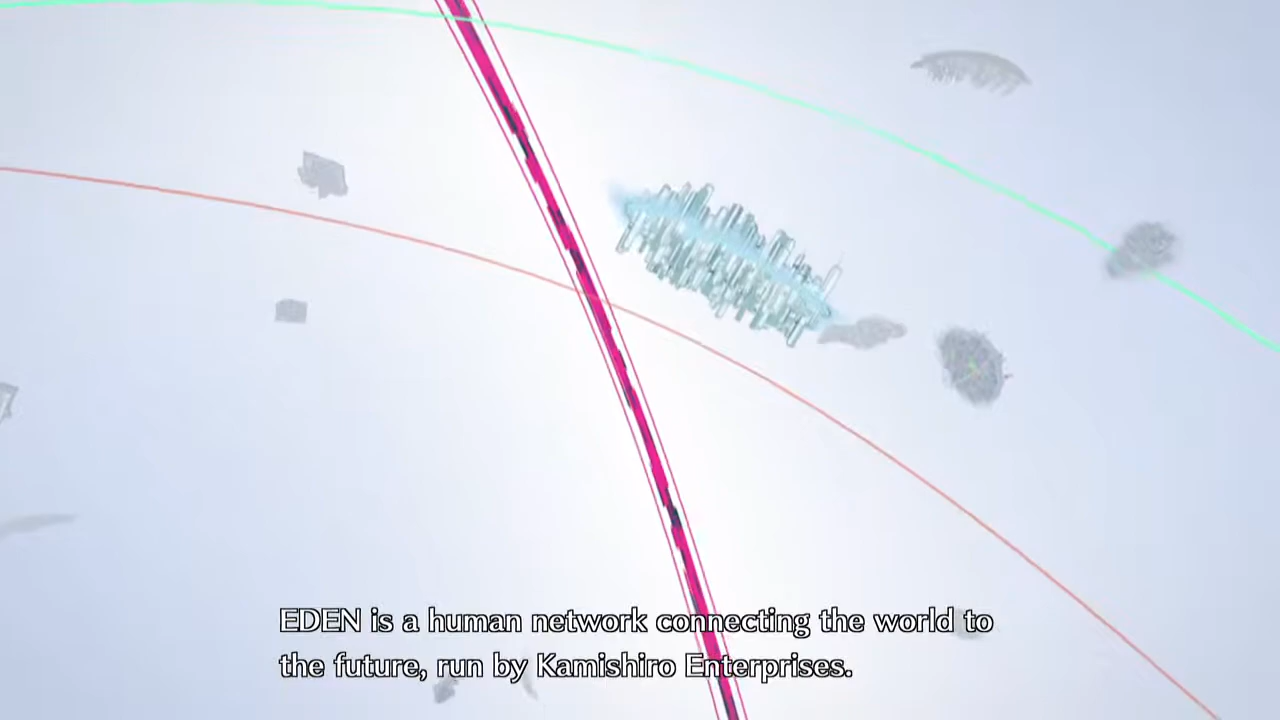 EDEN is a human network connecting the world to
the future, run by Kamishiro Enterprises.